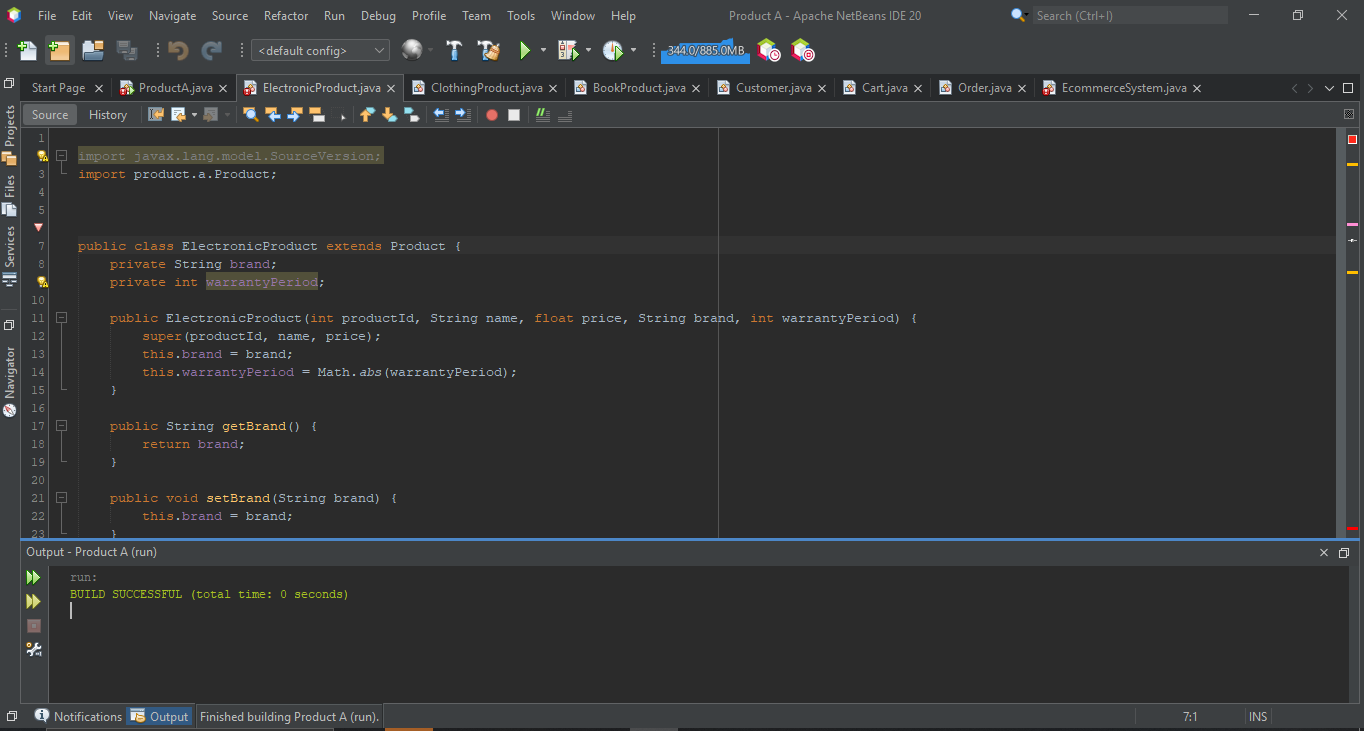 File Edit View Navigate Source Refactor Run Debug Profile Team Tools Window Help Product A - Apache NetBeans IDE 20 Search (Ctrl+I)
<default config> 344.0/885.0MB
Start Page ProductA.java ElectronicProduct.java ClothingProduct.java BookProduct.java Customer.java Cart.java Order.java EcommerceSystem.java
Source History
Projects
Files
Services
Navigator
1
import javax.lang.model.SourceVersion;
3 import product.a.Product;
4
5
7 public class ElectronicProduct extends Product {
8 private String brand;
private int warrantyPeriod;
10
11 public ElectronicProduct(int productId, String name, float price, String brand, int warrantyPeriod) {
12 super(productId, name, price);
13 this.brand = brand;
14 this.warrantyPeriod = Math.abs(warrantyPeriod);
15 }
16
17 public String getBrand() {
18 return brand;
19 }
20
21 public void setBrand(String brand) {
22 this.brand = brand;
23 }
Output - Product A (run)
run:
BUILD SUCCESSFUL (total time: 0 seconds)
Notifications Output Finished building Product A (run). 7:1 INS